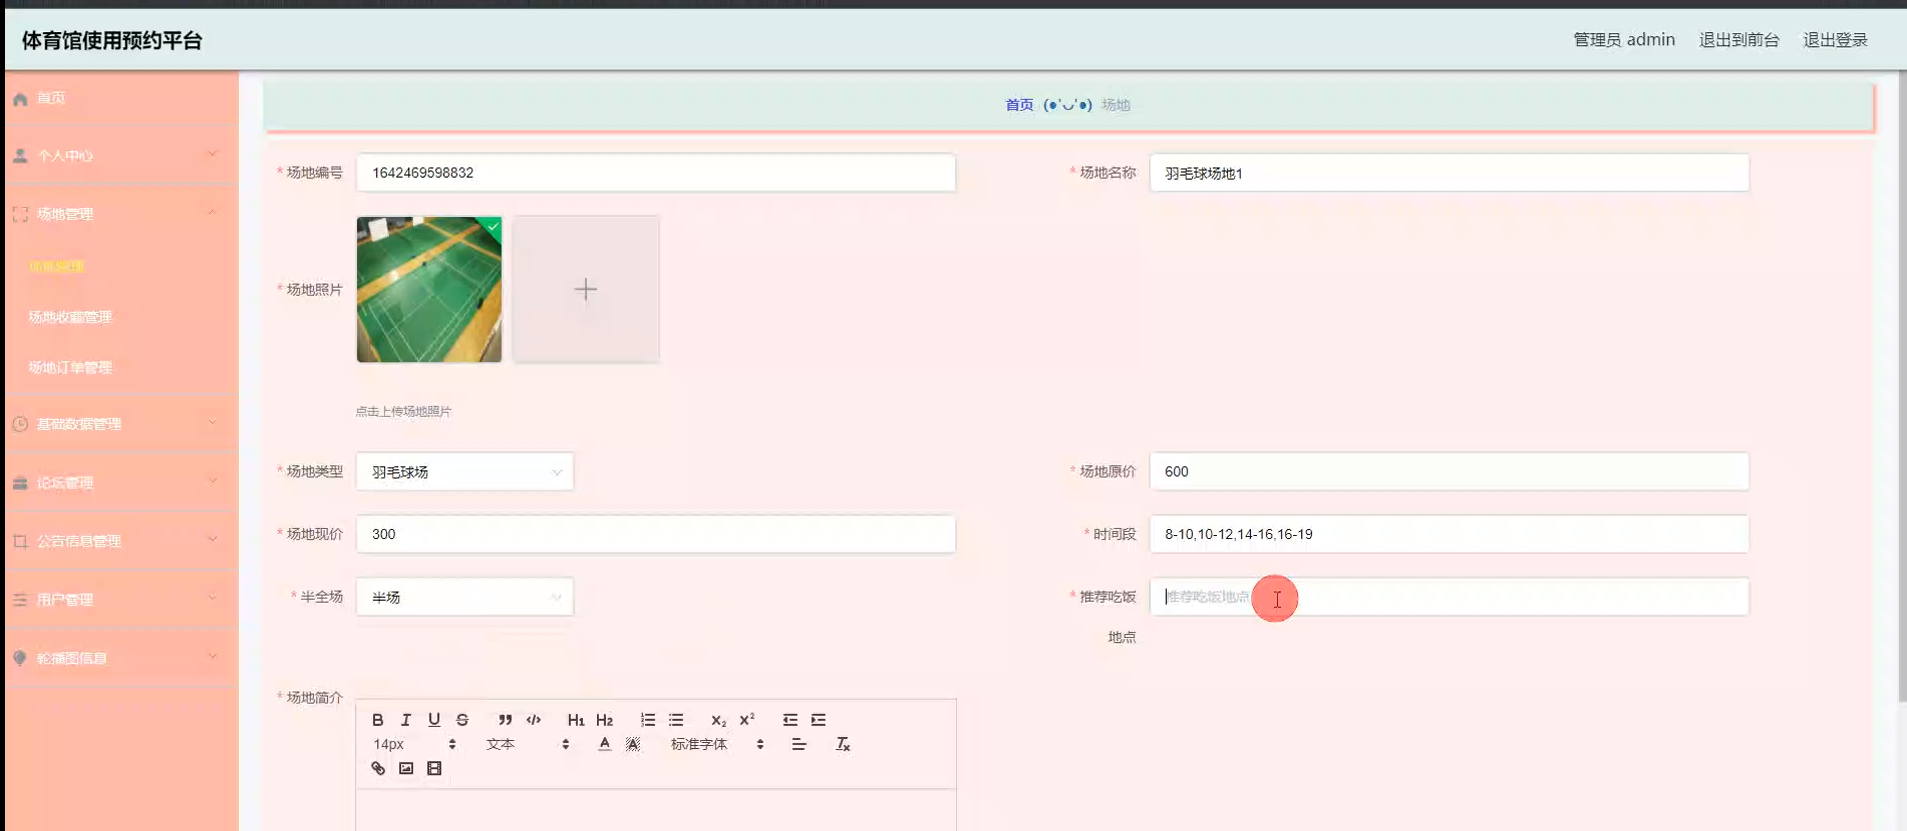 体育馆使用预约平台
管理员 admin 退出到前台 退出登录
首页
个人中心
场地管理
场地管理
场地收藏管理
场地订单管理
基础数据管理
论坛管理
公告信息管理
用户管理
轮播图信息
首页 (●'◡'●) 场地
* 场地编号 1642469598832
* 场地名称 羽毛球场地1
* 场地照片
点击上传场地照片
* 场地类型 羽毛球场
* 场地原价 600
* 场地现价 300
* 时间段 8-10,10-12,14-16,16-19
* 半全场 半场
* 推荐吃饭地点 推荐吃饭地点
* 场地简介
B I U S ” </> H1 H2 X2 X2
14px 文本 A A 标准字体 Tx